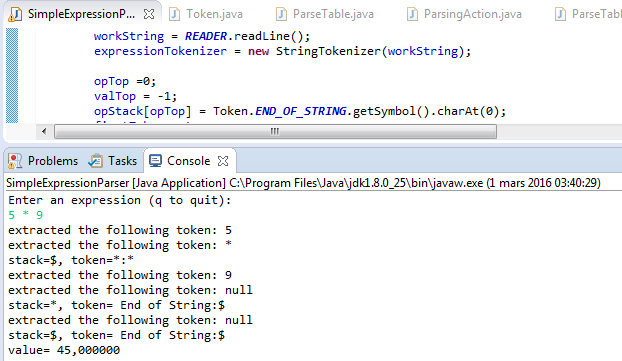 SimpleExpressionP... Token.java ParseTable.java ParsingAction.java ParseTabl
workString = READER.readLine();
expressionTokenizer = new StringTokenizer(workString);
opTop =0;
valTop = -1;
opStack[opTop] = Token.END_OF_STRING.getSymbol().charAt(0);
Problems Tasks Console
SimpleExpressionParser [Java Application] C:\Program Files\Java\jdk1.8.0_25\bin\javaw.exe (1 mars 2016 03:40:29)
Enter an expression (q to quit):
5 * 9
extracted the following token: 5
extracted the following token: *
stack=$, token=*:*
extracted the following token: 9
extracted the following token: null
stack=*, token= End of String:$
extracted the following token: null
stack=$, token= End of String:$
value= 45,000000